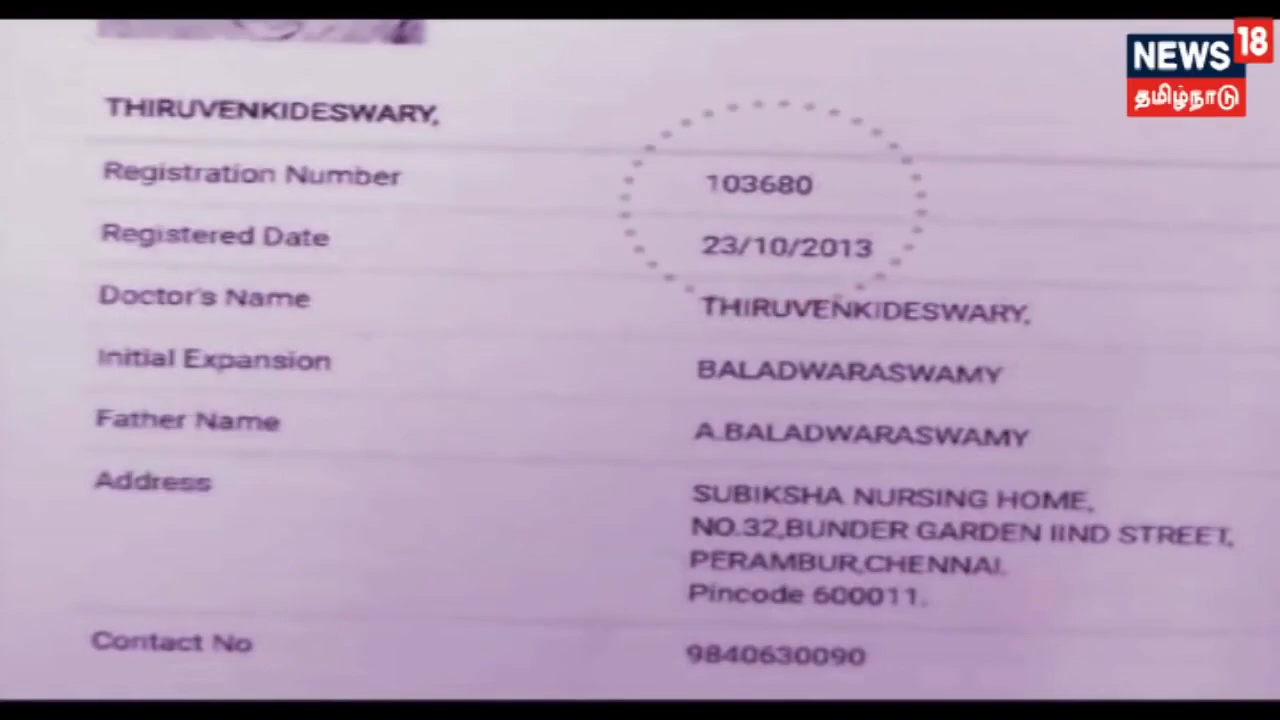 NEWS 18
தமிழ்நாடு
THIRUVENKIDESWARY,
Registration Number 103680
Registered Date 23/10/2013
Doctor's Name THIRUVENKIDESWARY,
Initial Expansion BALADWARASWAMY
Father Name A.BALADWARASWAMY
Address SUBIKSHA NURSING HOME,
NO.32,BUNDER GARDEN IIND STREET,
PERAMBUR,CHENNAI.
Pincode 600011.
Contact No 9840630090